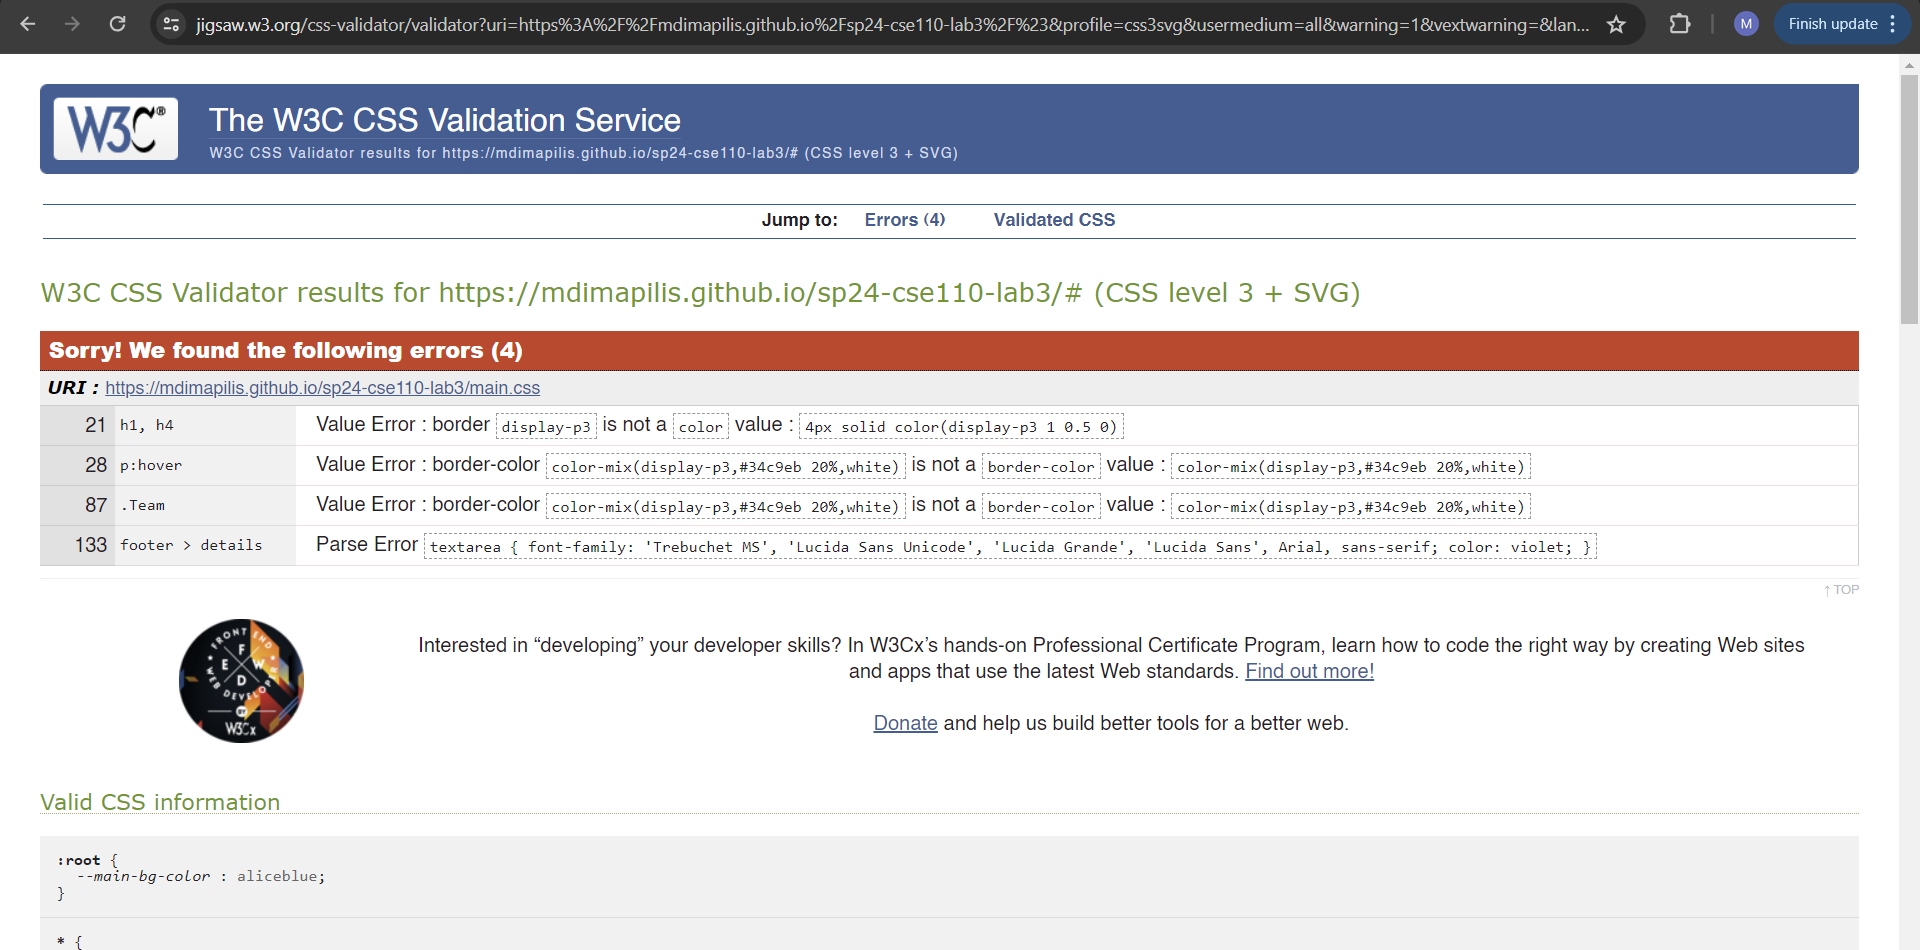 jigsaw.w3.org/css-validator/validator?uri=https%3A%2F%2Fmdimapilis.github.io%2Fsp24-cse110-lab3%2F%23&profile=css3svg&usermedium=all&warning=1&vextwarning=&lan...
M
Finish update
W3C®
The W3C CSS Validation Service
W3C CSS Validator results for https://mdimapilis.github.io/sp24-cse110-lab3/# (CSS level 3 + SVG)
Jump to: Errors (4) Validated CSS
W3C CSS Validator results for https://mdimapilis.github.io/sp24-cse110-lab3/# (CSS level 3 + SVG)
Sorry! We found the following errors (4)
URI : https://mdimapilis.github.io/sp24-cse110-lab3/main.css
21 h1, h4 Value Error : border display-p3 is not a color value : 4px solid color(display-p3 1 0.5 0)
28 p:hover Value Error : border-color color-mix(display-p3,#34c9eb 20%,white) is not a border-color value : color-mix(display-p3,#34c9eb 20%,white)
87 .Team Value Error : border-color color-mix(display-p3,#34c9eb 20%,white) is not a border-color value : color-mix(display-p3,#34c9eb 20%,white)
133 footer > details Parse Error textarea { font-family: 'Trebuchet MS', 'Lucida Sans Unicode', 'Lucida Grande', 'Lucida Sans', Arial, sans-serif; color: violet; }
↑ TOP
FRONT END
F
E W
D
WEB DEVELOPER
BY
W3Cx
Interested in “developing” your developer skills? In W3Cx’s hands-on Professional Certificate Program, learn how to code the right way by creating Web sites
and apps that use the latest Web standards. Find out more!
Donate and help us build better tools for a better web.
Valid CSS information
:root {
--main-bg-color : aliceblue;
}
* {